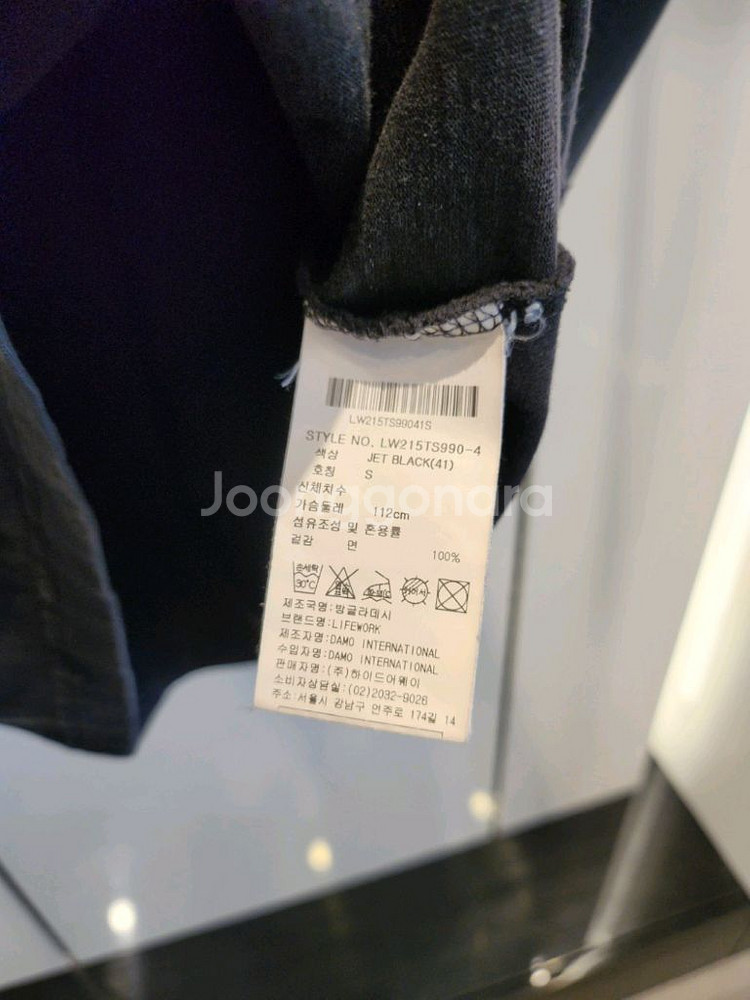 LW215TS99041S
STYLE NO. LW215TS990-4
색상 JET BLACK(41)
호칭 S
신체치수
가슴둘레 112cm
섬유조성 및 혼용률
겉감 면 100%
손세탁
30°C
제조국명:방글라데시
브랜드명:LIFEWORK
제조자명:DAMO INTERNATIONAL
수입자명:DAMO INTERNATIONAL
판매자명:(주)하이드어웨이
소비자상담실:(02)2032-9026
주소:서울시 강남구 언주로 174길 14
Joonggonara